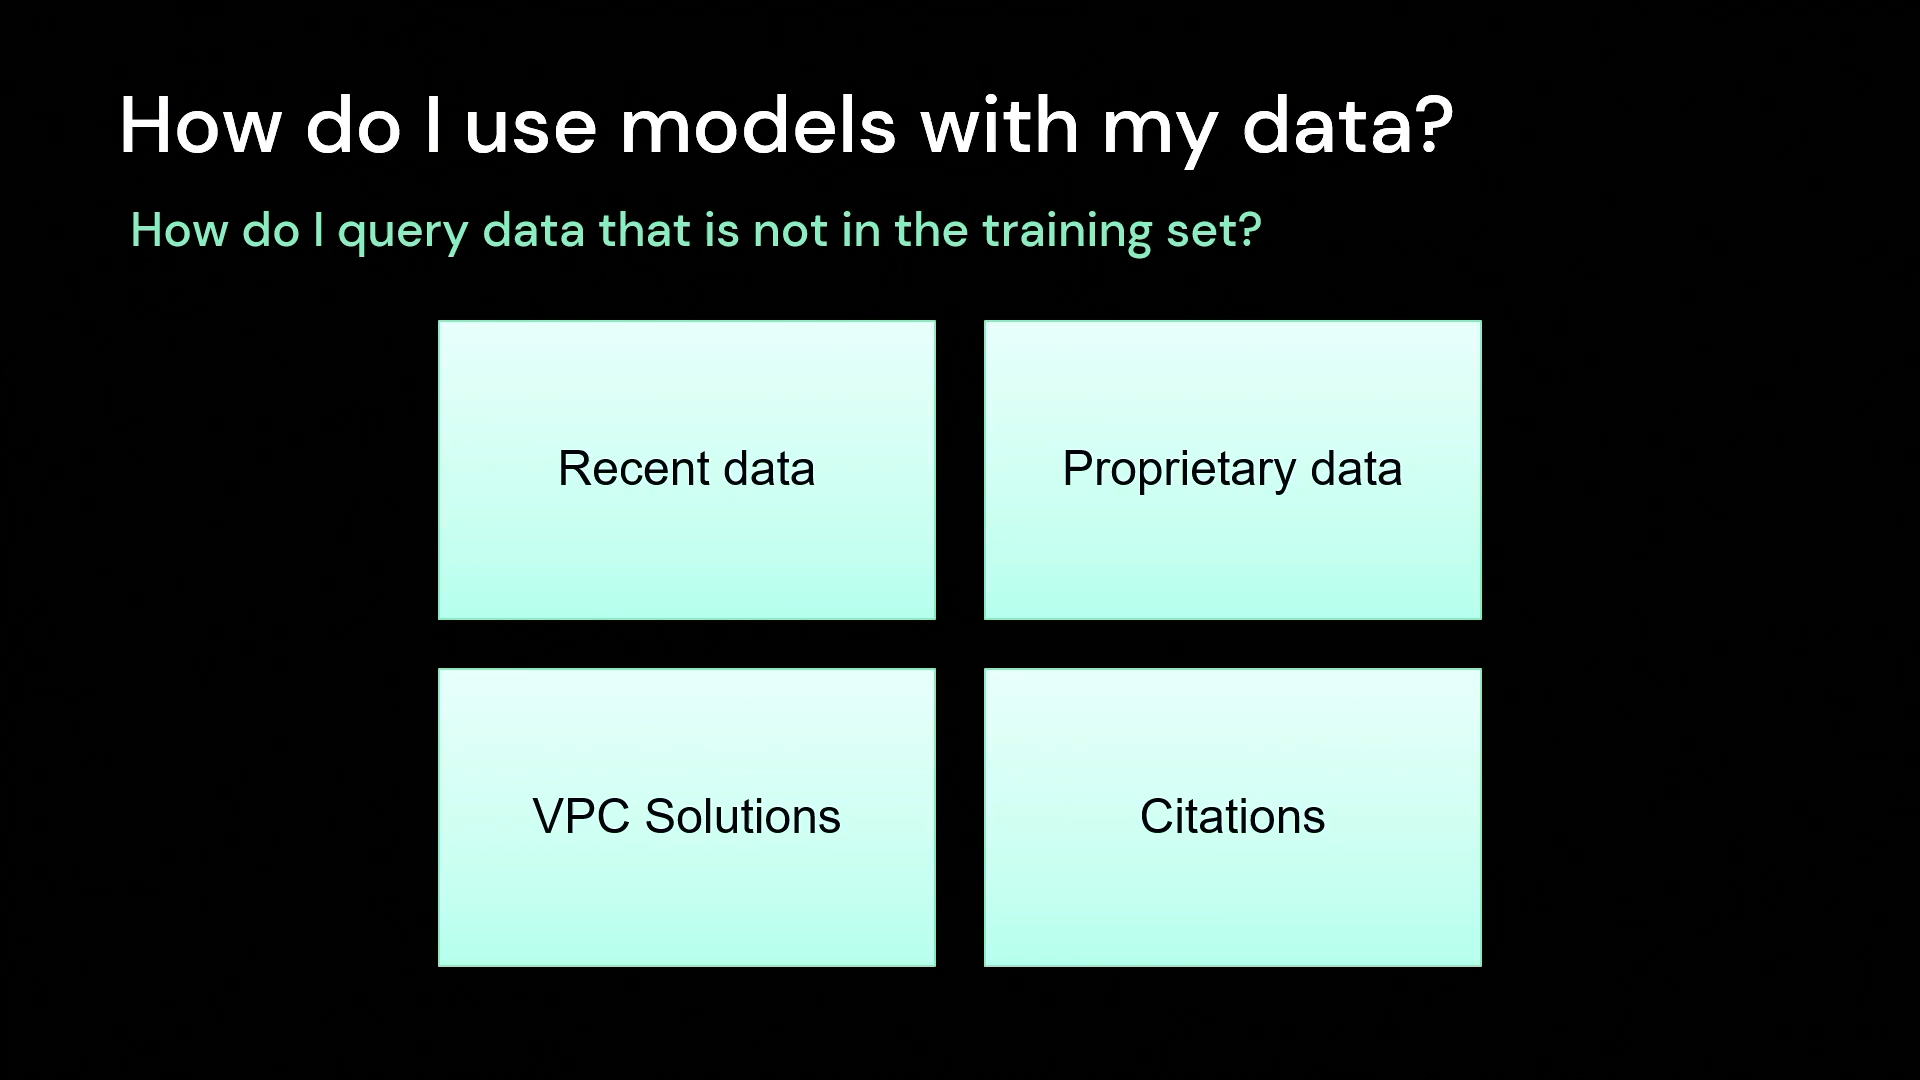 How do I use models with my data?
How do I query data that is not in the training set?
Recent data
Proprietary data
VPC Solutions
Citations